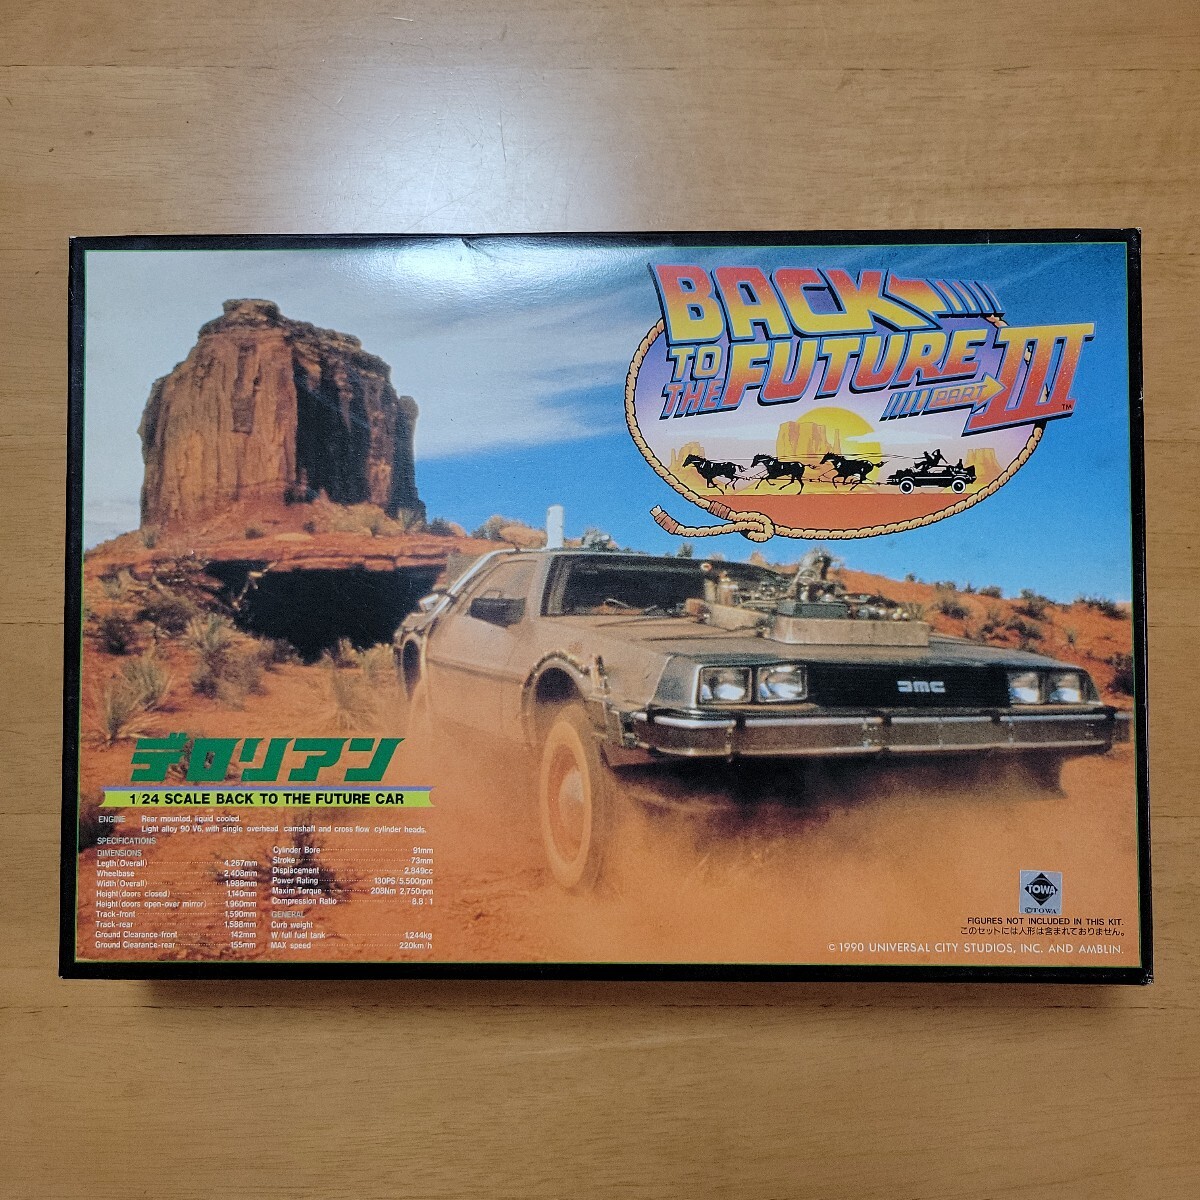 BACK
TO
THE
FUTURE
PART III™
DMC
デロリアン
1/24 SCALE BACK TO THE FUTURE CAR
ENGINE Rear mounted, liquid cooled.
Light alloy 90°V6, with single overhead camshaft and cross flow cylinder heads.
SPECIFICATIONS
DIMENSIONS
Legth(Overall) 4,267mm
Wheelbase 2,408mm
Width(Overall) 1,988mm
Height(doors closed) 1,140mm
Height(doors open-over mirror) 1,960mm
Track-front 1,590mm
Track-rear 1,588mm
Ground Clearance-front 142mm
Ground Clearance-rear 155mm
Cylinder Bore 91mm
Stroke 73mm
Displacement 2,849cc
Power Rating 130PS/5,500rpm
Maxim Torque 208Nm 2,750rpm
Compression Ratio 8.8:1
GENERAL
Curb weight
W/full fuel tank 1,244kg
MAX speed 220km/h
TOWA
©TOWA
FIGURES NOT INCLUDED IN THIS KIT.
このセットには人形は含まれておりません。
©1990 UNIVERSAL CITY STUDIOS, INC. AND AMBLIN.